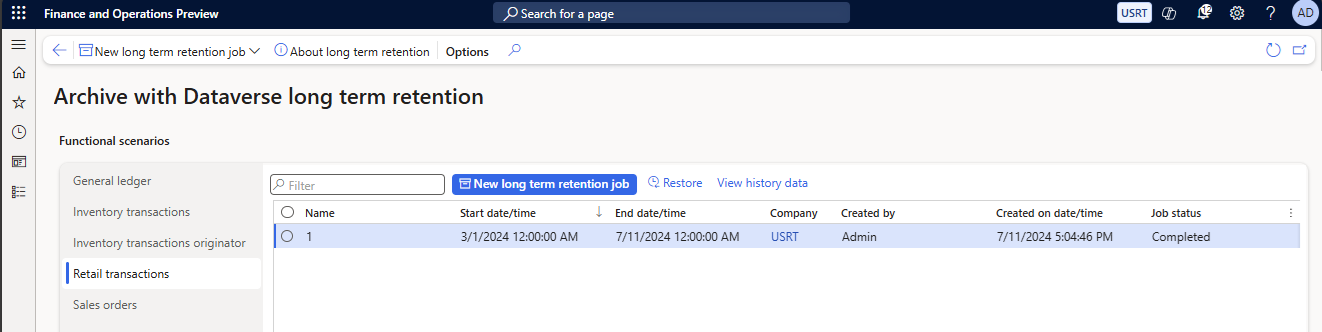 Finance and Operations Preview Search for a page USRT 12 AD
New long term retention job About long term retention Options
Archive with Dataverse long term retention
Functional scenarios
General ledger
Inventory transactions
Inventory transactions originator
Retail transactions
Sales orders
Filter New long term retention job Restore View history data
Name Start date/time End date/time Company Created by Created on date/time Job status
1 3/1/2024 12:00:00 AM 7/11/2024 12:00:00 AM USRT Admin 7/11/2024 5:04:46 PM Completed